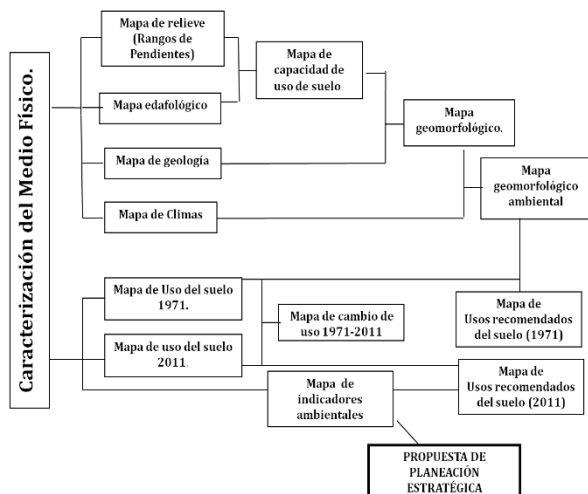 Caracterización del Medio Físico.
Mapa de relieve
(Rangos de
Pendientes)
Mapa edafológico
Mapa de geología
Mapa de Climas
Mapa de
capacidad de
uso de suelo.
Mapa
geomorfológico.
Mapa
geomorfológico
ambiental
Mapa de Uso del suelo
1971.
Mapa de uso del suelo
2011.
Mapa de cambio de
uso 1971-2011
Mapa de
indicadores
ambientales
Mapa de
Usos recomendados
del suelo (1971)
Mapa de
Usos recomendados
del suelo (2011)
PROPUESTA DE
PLANEACIÓN
ESTRATÉGICA